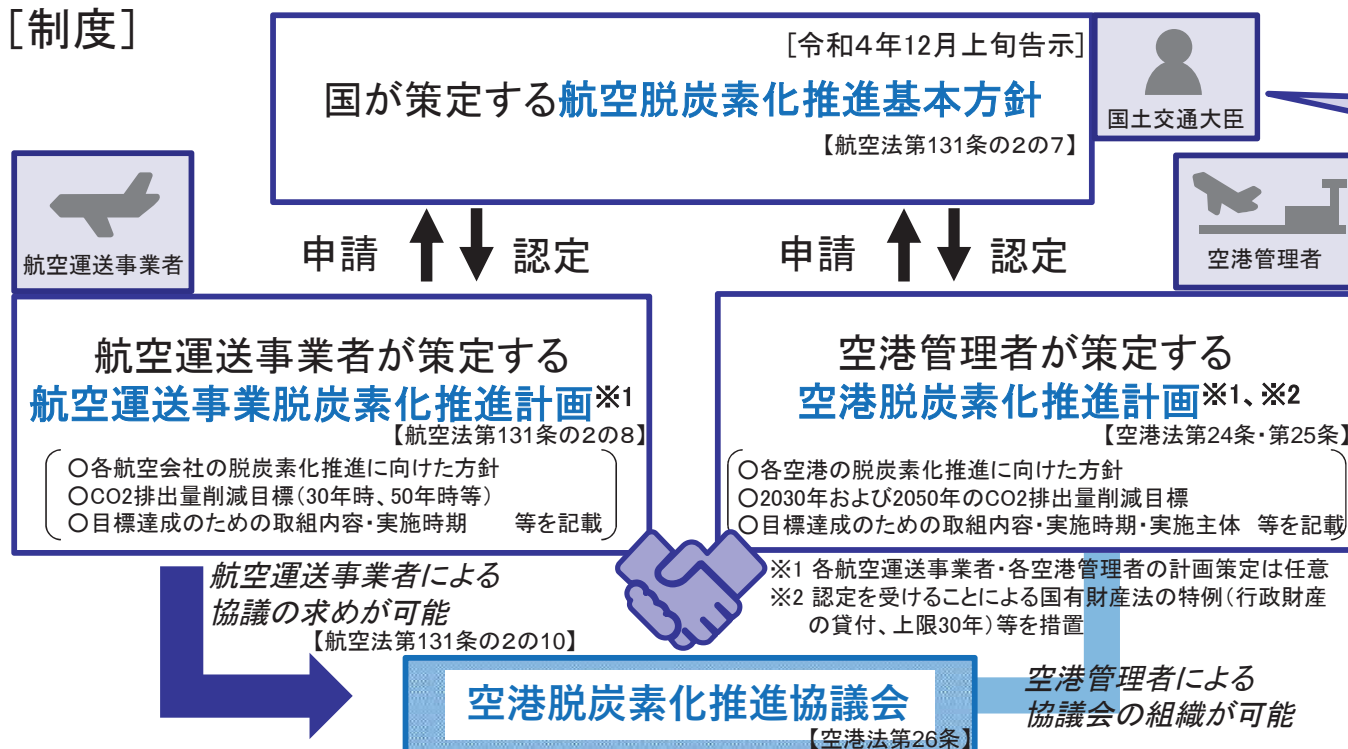 ［制度］
［令和４年12月上旬告示］
国が策定する航空脱炭素化推進基本方針
【航空法第131条の２の７】
国土交通大臣
航空運送事業者
空港管理者
申請
認定
申請
認定
航空運送事業者が策定する
航空運送事業脱炭素化推進計画※1
【航空法第131条の２の８】
○各航空会社の脱炭素化推進に向けた方針
○CO2排出量削減目標（30年時、50年時等）
○目標達成のための取組内容・実施時期　等を記載
空港管理者が策定する
空港脱炭素化推進計画※1、※2
【空港法第24条・第25条】
○各空港の脱炭素化推進に向けた方針
○2030年および2050年のCO2排出量削減目標
○目標達成のための取組内容・実施時期・実施主体　等を記載
※1 各航空運送事業者・各空港管理者の計画策定は任意
※2 認定を受けることによる国有財産法の特例（行政財産
の貸付、上限30年）等を措置
航空運送事業者による
協議の求めが可能
【航空法第131条の２の10】
空港脱炭素化推進協議会
【空港法第26条】
空港管理者による
協議会の組織が可能